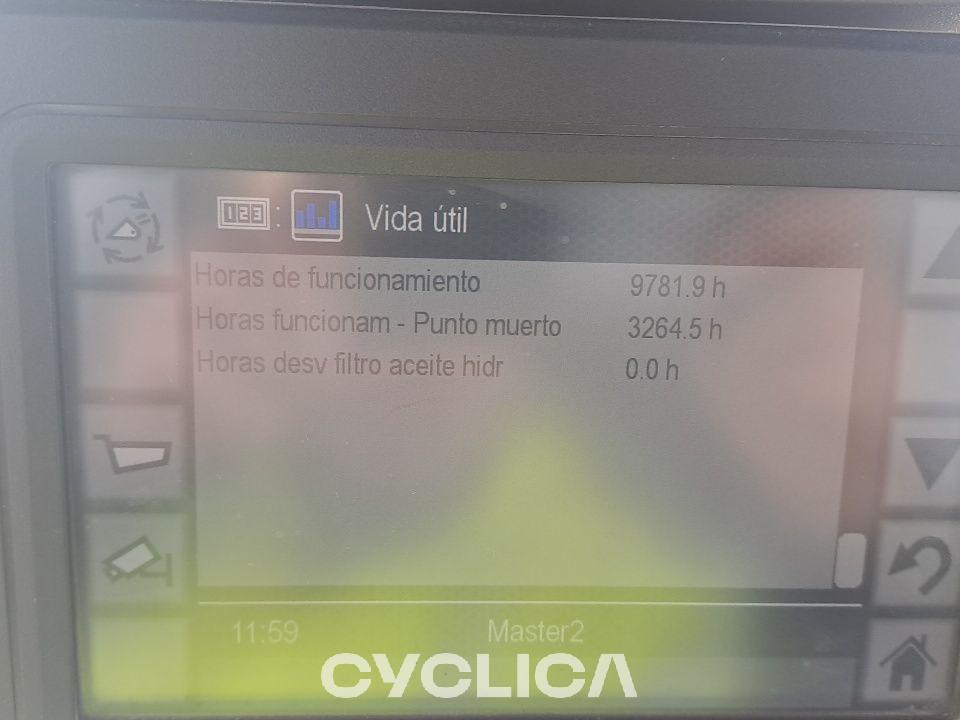 123 : Vida útil
Horas de funcionamiento 9781.9 h
Horas funcionam - Punto muerto 3264.5 h
Horas desv filtro aceite hidr 0.0 h
11:59 Master2
CYCLICA